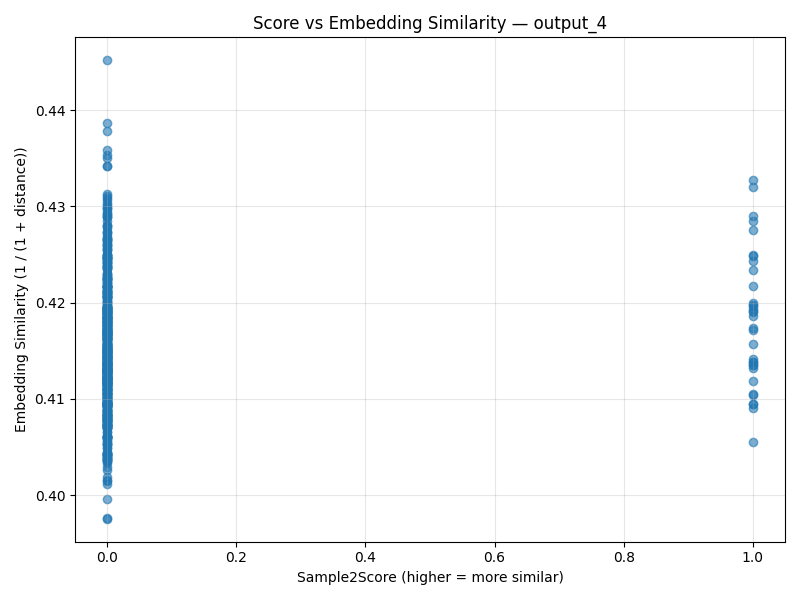 Score vs Embedding Similarity — output_4
Embedding Similarity (1 / (1 + distance))
0.44
0.43
0.42
0.41
0.40
0.0 0.2 0.4 0.6 0.8 1.0
Sample2Score (higher = more similar)